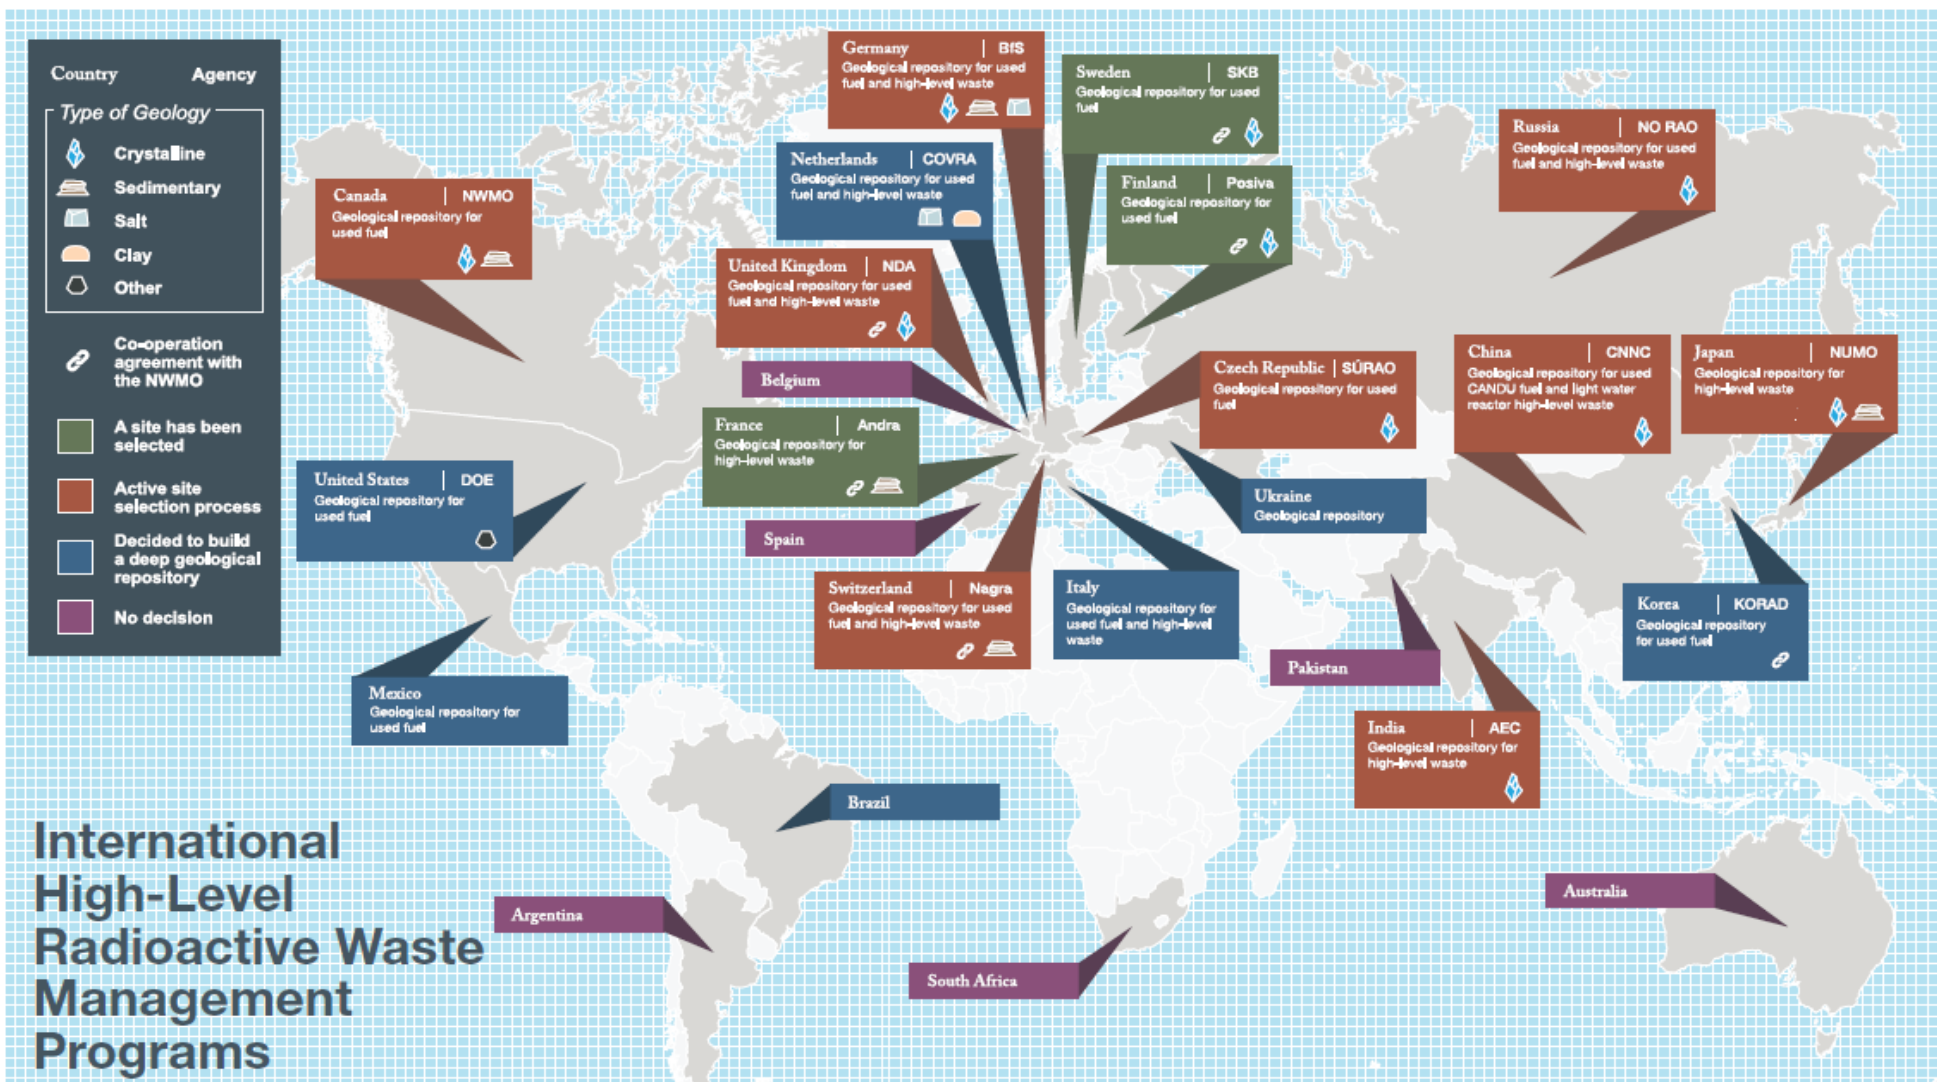 Country Agency
Type of Geology
Crystalline
Sedimentary
Salt
Clay
Other
Co-operation
agreement with
the NWMO
A site has been
selected
Active site
selection process
Decided to build
a deep geological
repository
No decision
Germany | BfS
Geological repository for used
fuel and high-level waste
Sweden | SKB
Geological repository for used
fuel
Russia | NO RAO
Geological repository for used
fuel and high-level waste
Netherlands | COVRA
Geological repository for used
fuel and high-level waste
Finland | Posiva
Geological repository for
used fuel
Canada | NWMO
Geological repository for
used fuel
United Kingdom | NDA
Geological repository for used
fuel and high-level waste
Belgium
Czech Republic | SÚRAO
Geological repository for used
fuel
China | CNNC
Geological repository for used
CANDU fuel and light water
reactor high-level waste
Japan | NUMO
Geological repository for
high-level waste
France | Andra
Geological repository for
high-level waste
United States | DOE
Geological repository for
used fuel
Ukraine
Geological repository
Spain
Switzerland | Nagra
Geological repository for used
fuel and high-level waste
Italy
Geological repository for
used fuel and high-level
waste
Korea | KORAD
Geological repository
for used fuel
Pakistan
Mexico
Geological repository for
used fuel
India | AEC
Geological repository for
high-level waste
Brazil
Argentina
South Africa
Australia
International
High-Level
Radioactive Waste
Management
Programs